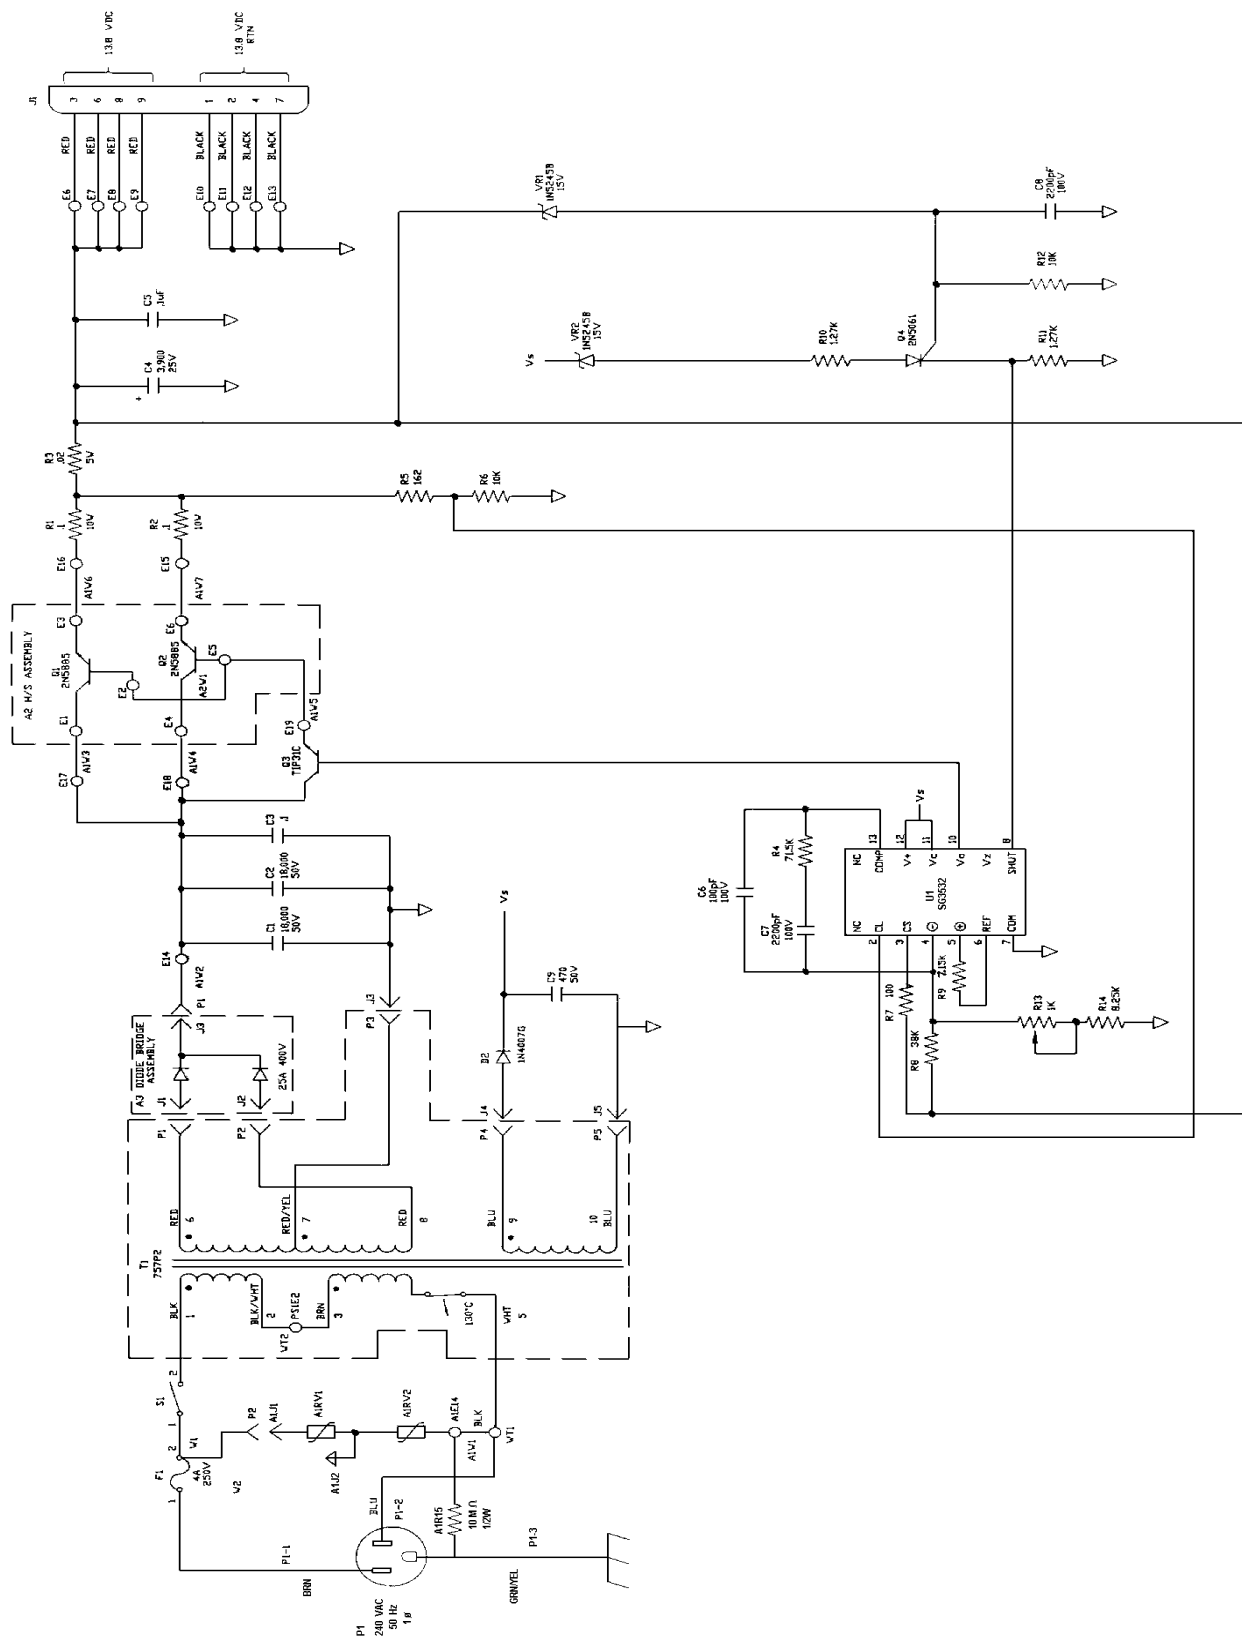 P1
240 VAC
50 Hz
1 ø
BRN
P1-1
BLU
P1-2
GRN/YEL
P1-3
F1
4A
250V
1
2
W1
W2
S1
1
2
P2
A1J1
A1RV1
A1J2
A1RV2
A1E14
A1W1
BLK
WT1
A1R15
10 M Ω
1/2W
T1
757P2
BLK
1
BLK/WHT
2
WT2
PS1E2
BRN
3
130°C
WHT
5
RED
6
RED/YEL
7
RED
8
BLU
9
10
BLU
P1
P2
P3
J3
P4
J4
P5
J5
A3 DIODE BRIDGE
ASSEMBLY
J1
J2
J3
25A 400V
P1
A1W2
E14
D2
1N4007G
C9
470
50V
Vs
C1
18,000
50V
C2
18,000
50V
C3
.1
A2 H/S ASSEMBLY
E17
A1W3
E1
Q1
2N5885
E2
E3
A1W6
E16
R1
.1
10W
E18
A1W4
E4
Q2
2N5885
A2W1
E5
E6
A1W7
E15
R2
.1
10W
Q3
TIP31C
E19
A1W5
R3
.02
5W
R5
162
R6
10K
C4
3,900
25V
+
C5
.1uF
E6
RED
3
E7
RED
6
E8
RED
8
E9
RED
9
E10
BLACK
1
E11
BLACK
2
E12
BLACK
4
E13
BLACK
7
J1
13.8 VDC
13.8 VDC
RTN
VR1
1N5245B
15V
Vs
VR2
1N5245B
15V
R10
1.27K
Q4
2N5061
R11
1.27K
R12
10K
C8
2200pF
100V
C6
100pF
100V
C7
2200pF
100V
R4
71.5K
Vs
U1
SG3532
NC
NC
CL
2
CS
3
4
5
REF
6
COM
7
13
COMP
12
V+
11
Vc
10
Vo
Vz
8
SHUT
R7
100
R9
7.15K
R8
38K
R13
1K
R14
8.25K